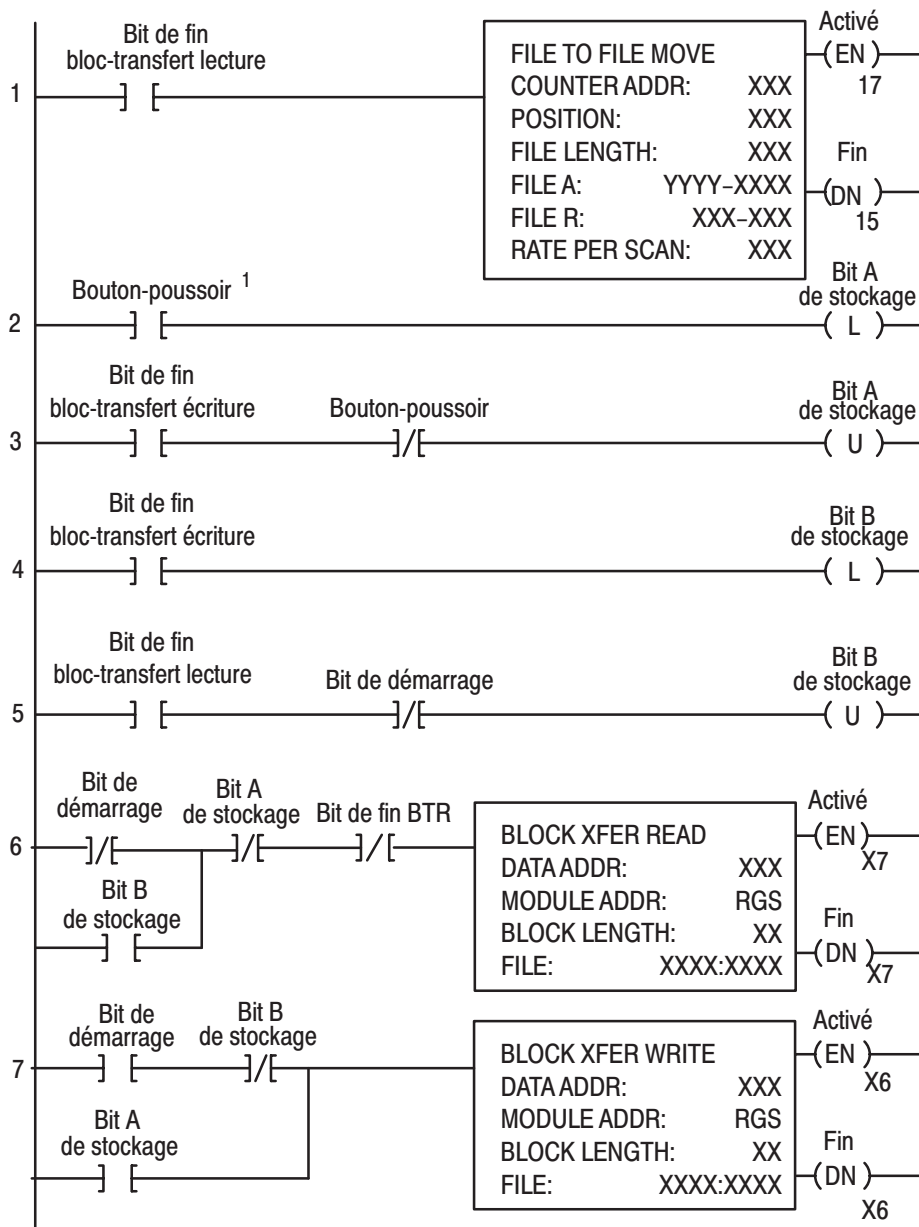 Bit de fin
bloc-transfert lecture
1
FILE TO FILE MOVE
COUNTER ADDR: XXX
POSITION: XXX
FILE LENGTH: XXX
FILE A: YYYY–XXXX
FILE R: XXX–XXX
RATE PER SCAN: XXX
Activé
EN
17
Fin
DN
15
Bouton-poussoir 1
2
Bit A
de stockage
L
Bit de fin
bloc-transfert écriture
Bouton-poussoir
3
Bit A
de stockage
U
Bit de fin
bloc-transfert écriture
4
Bit B
de stockage
L
Bit de fin
bloc-transfert lecture
Bit de démarrage
5
Bit B
de stockage
U
Bit de
démarrage
Bit A
de stockage
Bit de fin BTR
6
Bit B
de stockage
BLOCK XFER READ
DATA ADDR: XXX
MODULE ADDR: RGS
BLOCK LENGTH: XX
FILE: XXXX:XXXX
Activé
EN
X7
Fin
DN
X7
Bit de
démarrage
Bit B
de stockage
7
Bit A
de stockage
BLOCK XFER WRITE
DATA ADDR: XXX
MODULE ADDR: RGS
BLOCK LENGTH: XX
FILE: XXXX:XXXX
Activé
EN
X6
Fin
DN
X6